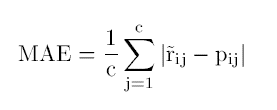 MAE = \frac{1}{c} \sum_{j=1}^{c} |\tilde{r}_{ij} - p_{ij}|